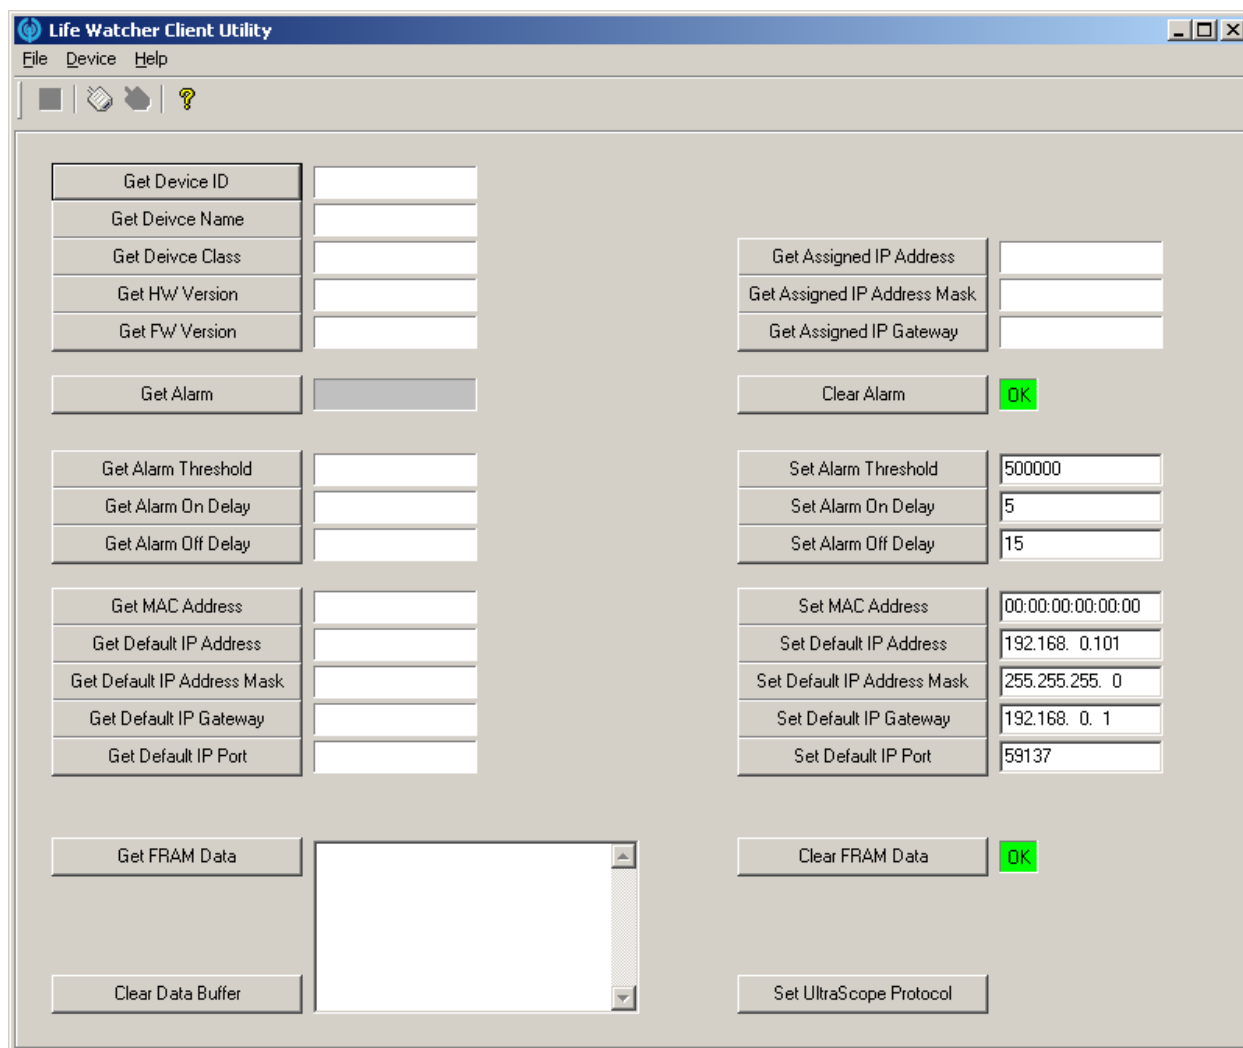 Life Watcher Client Utility
File Device Help
Get Device ID
Get Deivce Name
Get Deivce Class
Get Assigned IP Address
Get HW Version
Get Assigned IP Address Mask
Get FW Version
Get Assigned IP Gateway
Get Alarm
Clear Alarm OK
Get Alarm Threshold
Set Alarm Threshold 500000
Get Alarm On Delay
Set Alarm On Delay 5
Get Alarm Off Delay
Set Alarm Off Delay 15
Get MAC Address
Set MAC Address 00:00:00:00:00:00
Get Default IP Address
Set Default IP Address 192.168. 0.101
Get Default IP Address Mask
Set Default IP Address Mask 255.255.255. 0
Get Default IP Gateway
Set Default IP Gateway 192.168. 0. 1
Get Default IP Port
Set Default IP Port 59137
Get FRAM Data
Clear FRAM Data OK
Clear Data Buffer
Set UltraScope Protocol